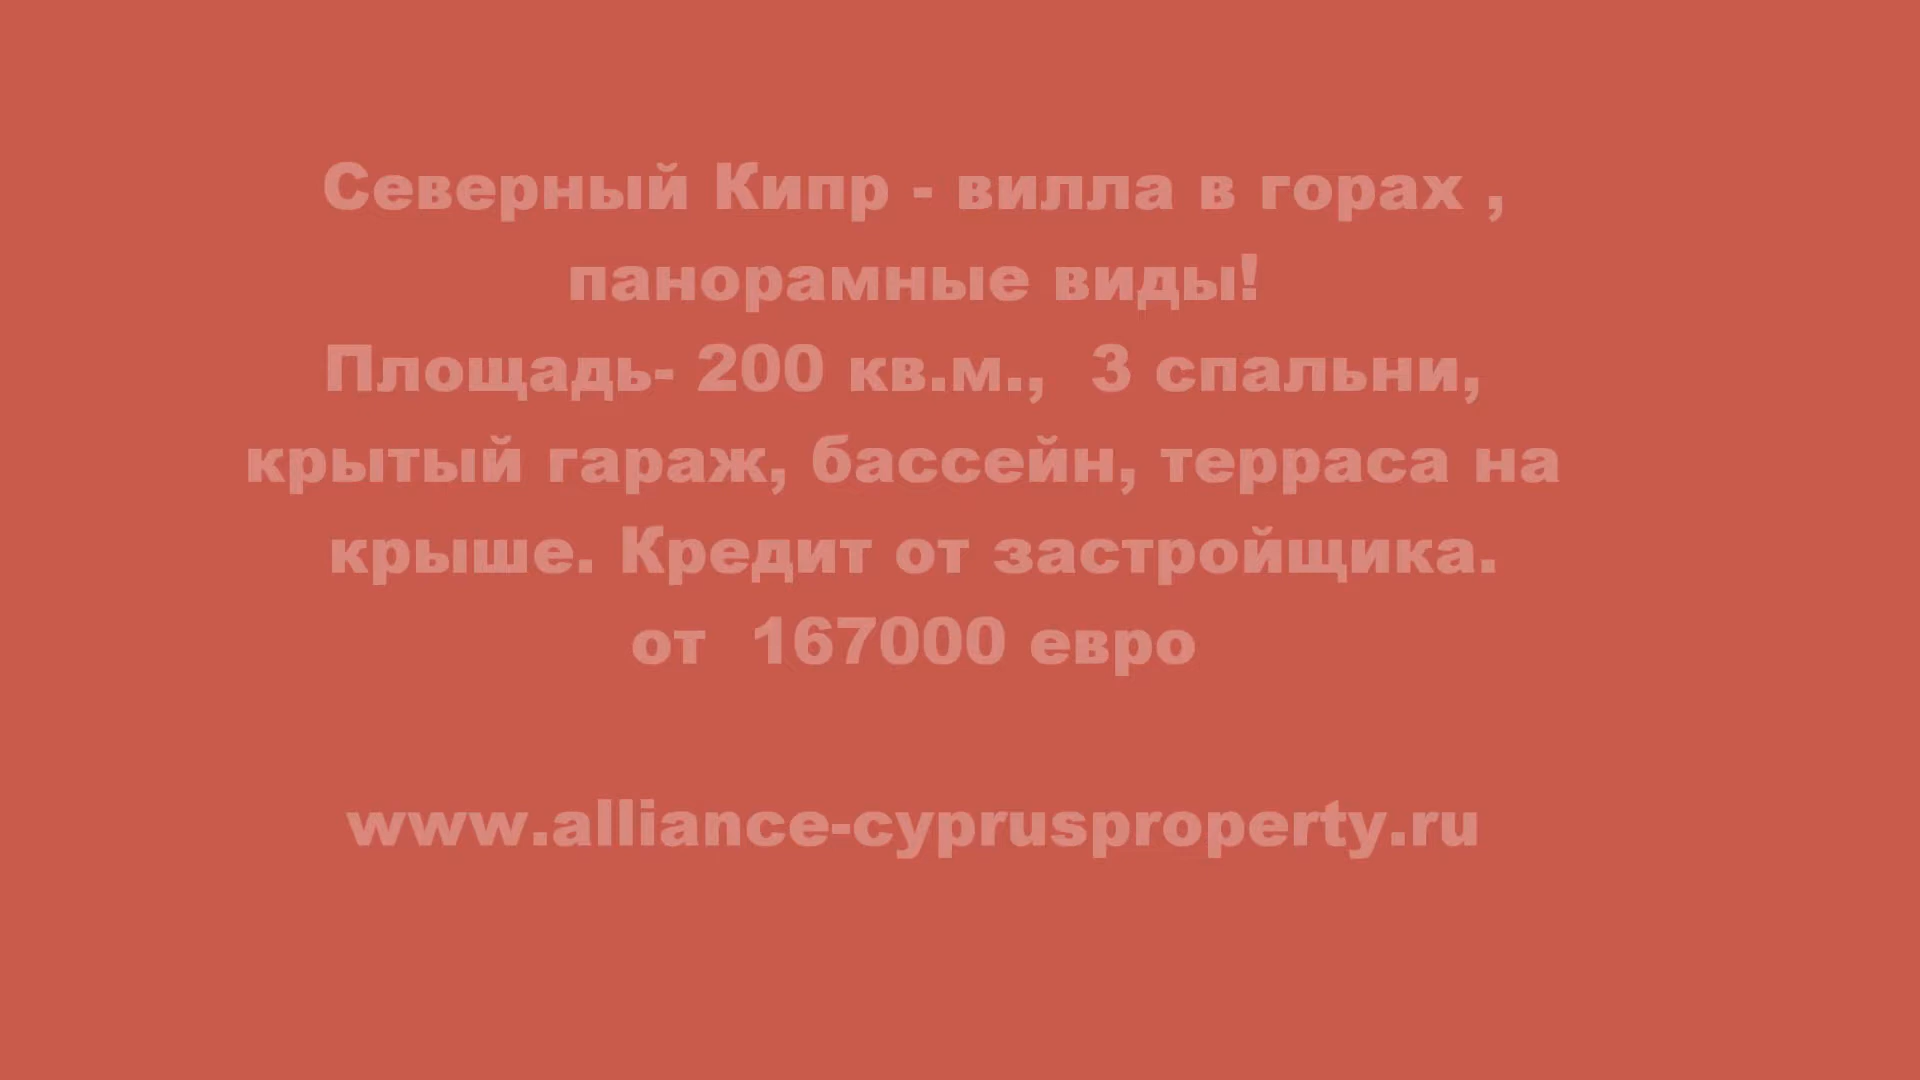 Северный Кипр - вилла в горах ,
панорамные виды!
Площадь- 200 кв.м.,  3 спальни,
крытый гараж, бассейн, терраса на
крыше. Кредит от застройщика.
от  167000 евро
www.alliance-cyprusproperty.ru